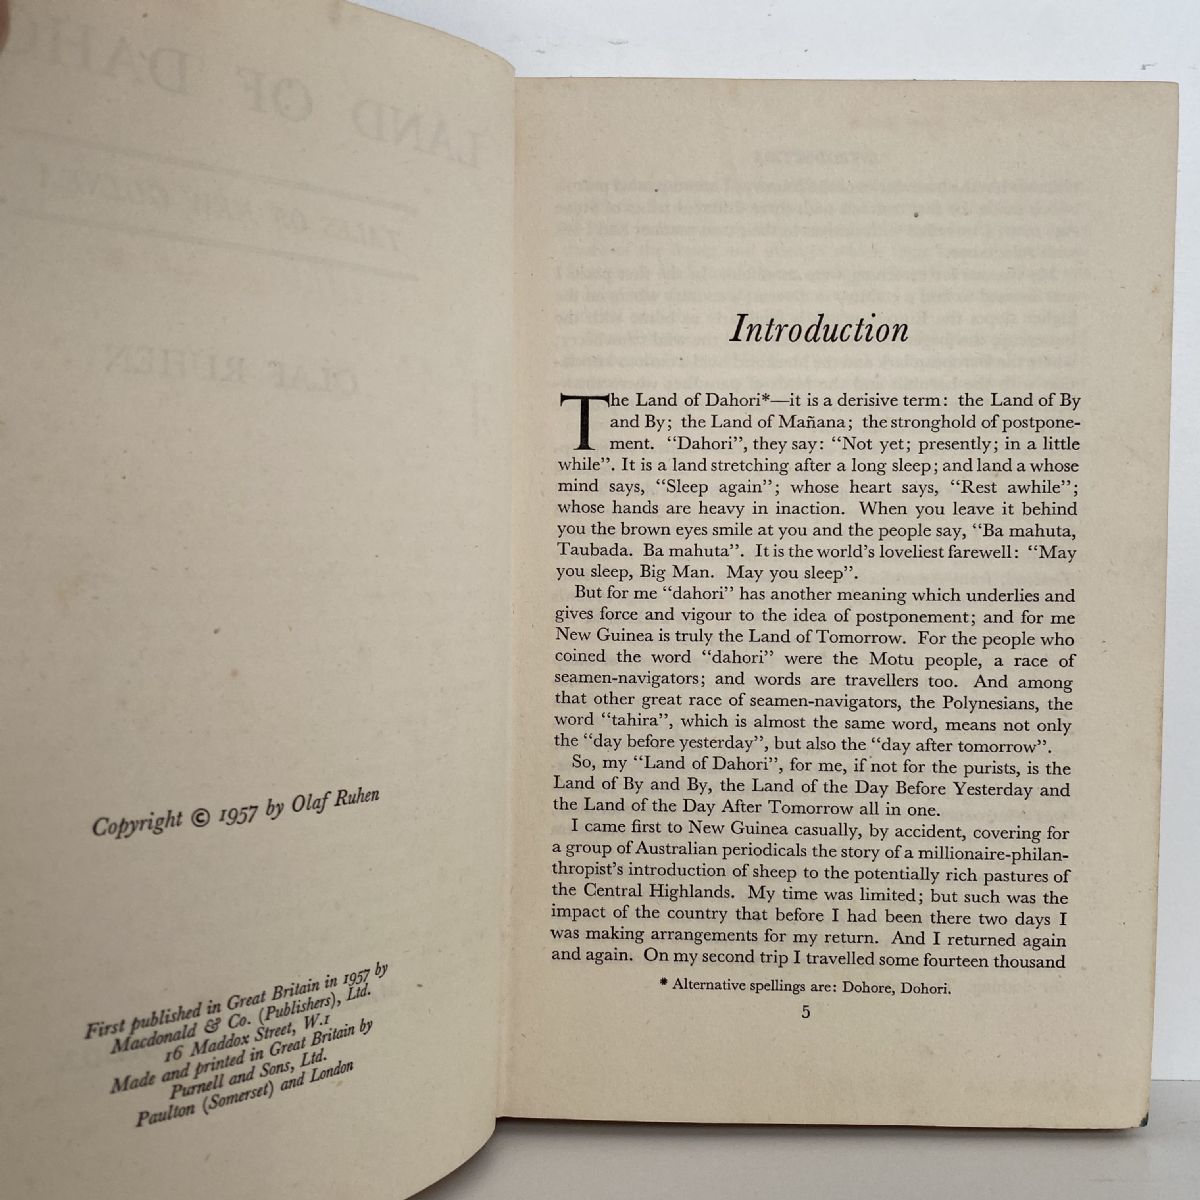 LAND OF DAHO
TALES OF NEW GUINEA
OLAF RUHEN
Copyright © 1957 by Olaf Ruhen
First published in Great Britain in 1957 by
Macdonald & Co. (Publishers), Ltd.
16 Maddox Street, W.1
Made and printed in Great Britain by
Purnell and Sons, Ltd.
Paulton (Somerset) and London
Introduction
The Land of Dahori*—it is a derisive term: the Land of By
and By; the Land of Mañana; the stronghold of postpone-
ment. "Dahori", they say: "Not yet; presently; in a little
while". It is a land stretching after a long sleep; and land a whose
mind says, "Sleep again"; whose heart says, "Rest awhile";
whose hands are heavy in inaction. When you leave it behind
you the brown eyes smile at you and the people say, "Ba mahuta,
Taubada. Ba mahuta". It is the world's loveliest farewell: "May
you sleep, Big Man. May you sleep".
But for me "dahori" has another meaning which underlies and
gives force and vigour to the idea of postponement; and for me
New Guinea is truly the Land of Tomorrow. For the people who
coined the word "dahori" were the Motu people, a race of
seamen-navigators; and words are travellers too. And among
that other great race of seamen-navigators, the Polynesians, the
word "tahira", which is almost the same word, means not only
the "day before yesterday", but also the "day after tomorrow".
So, my "Land of Dahori", for me, if not for the purists, is the
Land of By and By, the Land of the Day Before Yesterday and
the Land of the Day After Tomorrow all in one.
I came first to New Guinea casually, by accident, covering for
a group of Australian periodicals the story of a millionaire-philan-
thropist's introduction of sheep to the potentially rich pastures of
the Central Highlands. My time was limited; but such was the
impact of the country that before I had been there two days I
was making arrangements for my return. And I returned again
and again. On my second trip I travelled some fourteen thousand
* Alternative spellings are: Dohore, Dohori.
5